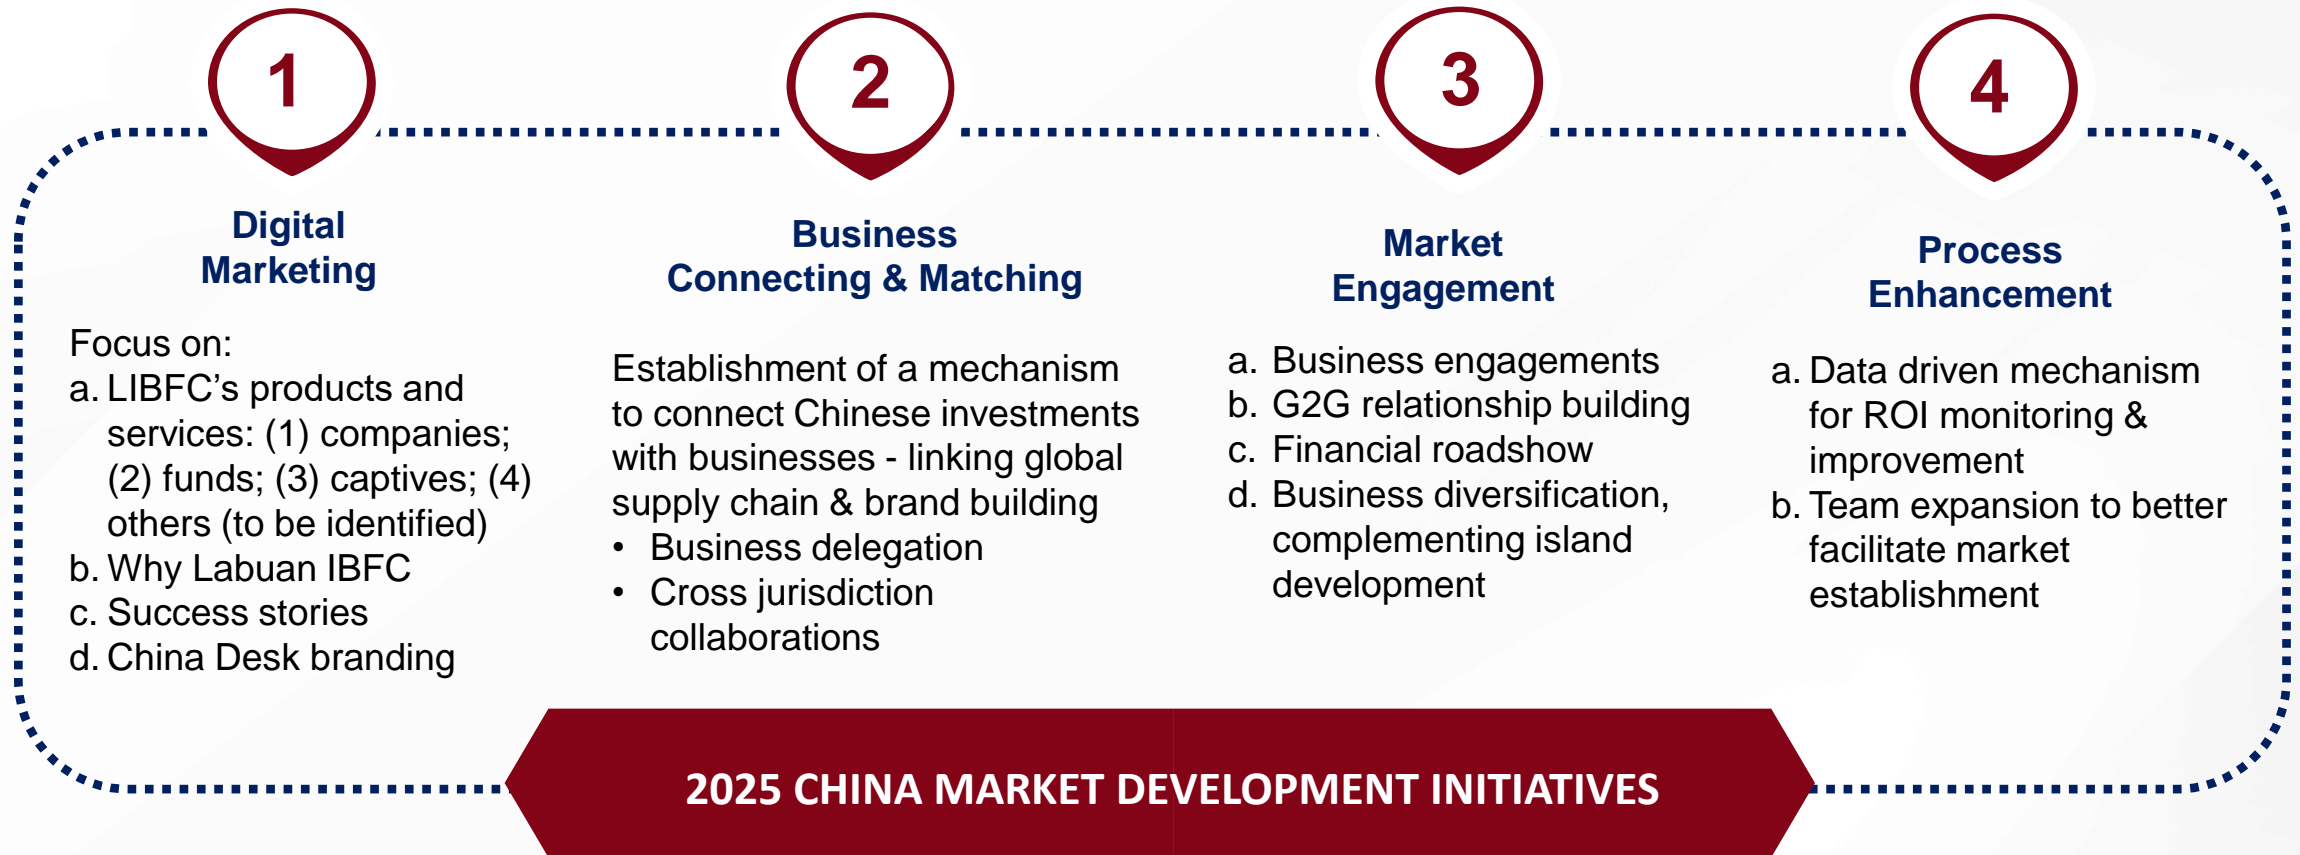 1
Digital
Marketing
Focus on:
a. LIBFC’s products and
services: (1) companies;
(2) funds; (3) captives; (4)
others (to be identified)
b. Why Labuan IBFC
c. Success stories
d. China Desk branding
2
Business
Connecting & Matching
Establishment of a mechanism
to connect Chinese investments
with businesses - linking global
supply chain & brand building
• Business delegation
• Cross jurisdiction
collaborations
3
Market
Engagement
a. Business engagements
b. G2G relationship building
c. Financial roadshow
d. Business diversification,
complementing island
development
4
Process
Enhancement
a. Data driven mechanism
for ROI monitoring &
improvement
b. Team expansion to better
facilitate market
establishment
2025 CHINA MARKET DEVELOPMENT INITIATIVES